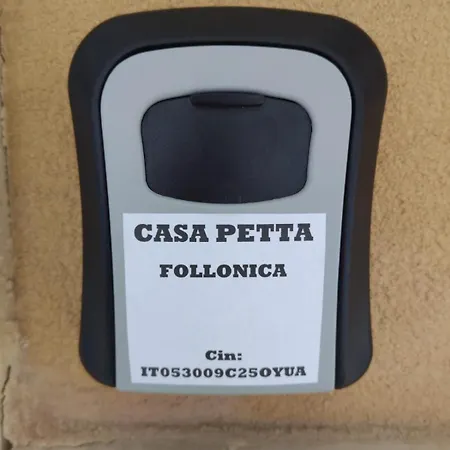 CASA PETTA
FOLLONICA
Cin:
IT053009C25OYUA